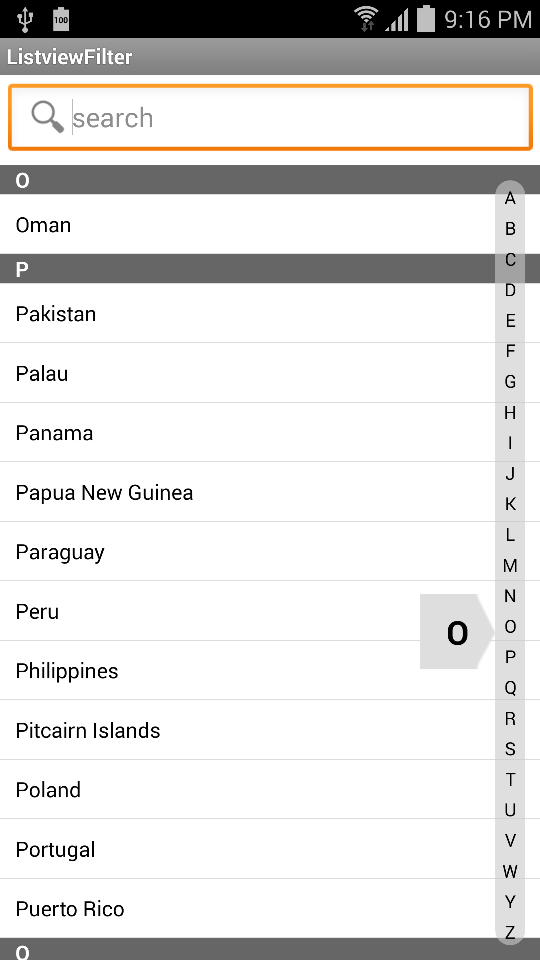 100
9:16 PM
ListviewFilter
search
O
Oman
P
Pakistan
Palau
Panama
Papua New Guinea
Paraguay
Peru
Philippines
Pitcairn Islands
Poland
Portugal
Puerto Rico
A
B
C
D
E
F
G
H
I
J
K
L
M
N
O
P
Q
R
S
T
U
V
W
Y
Z
O